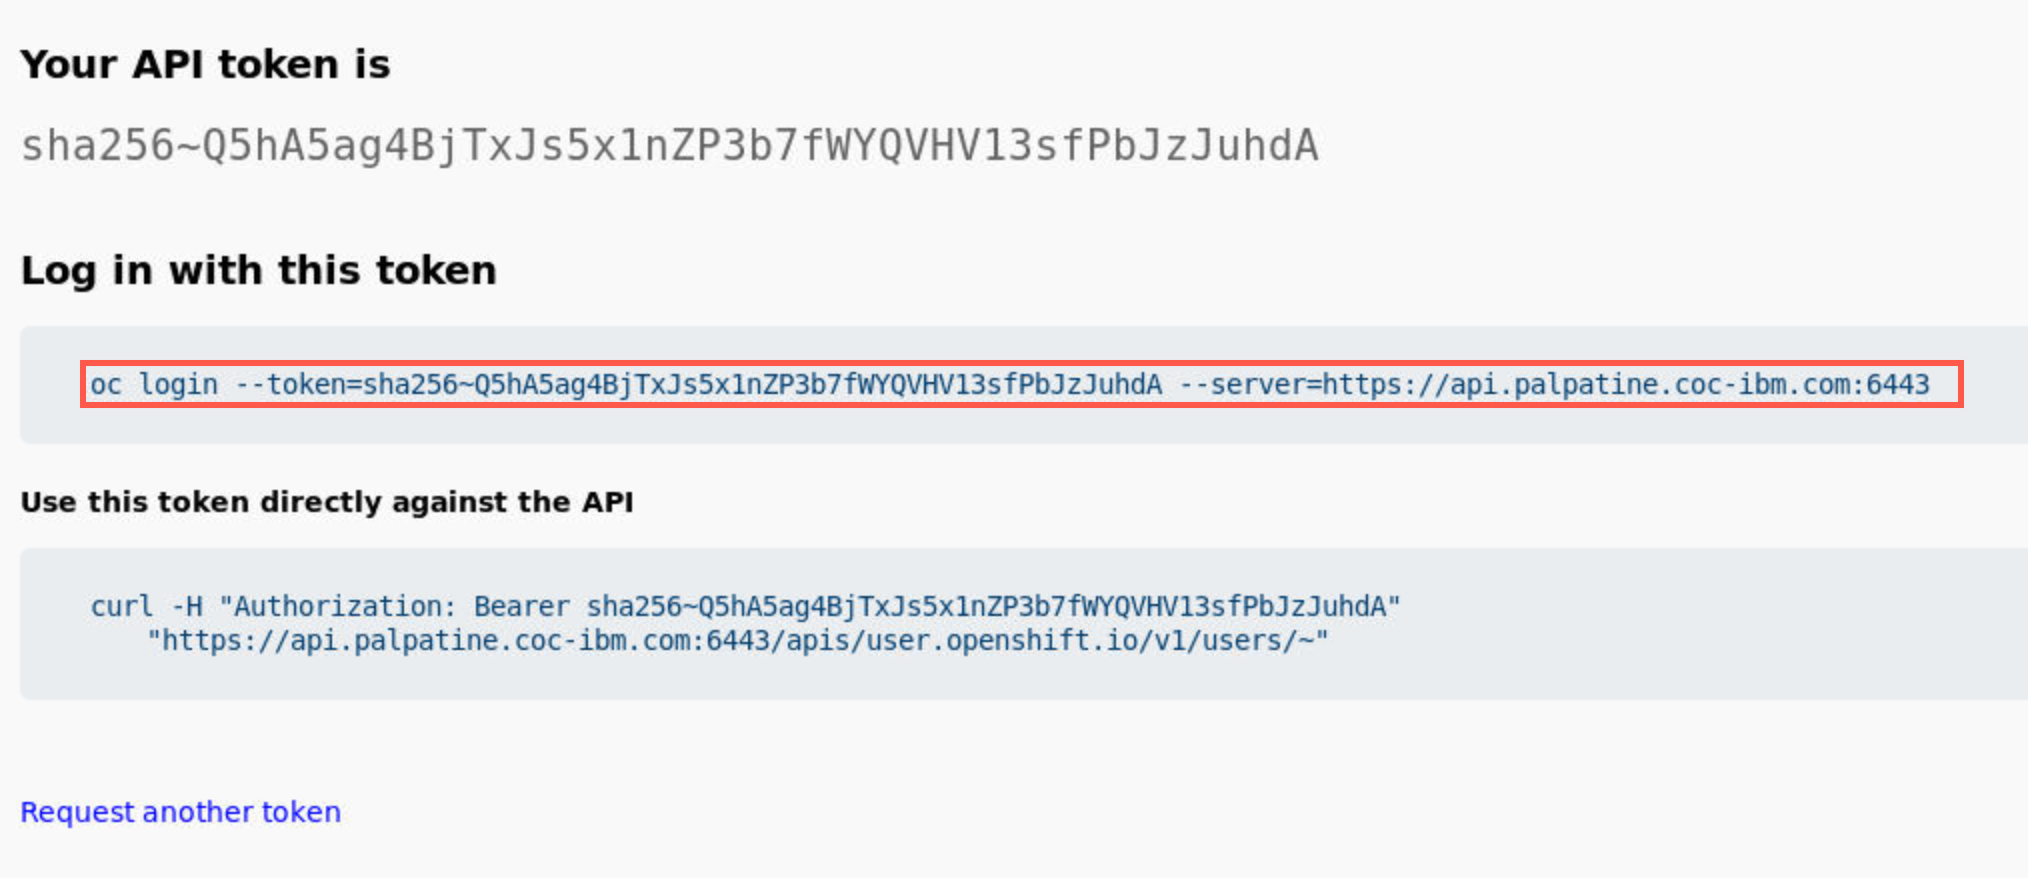 Your API token is
sha256~Q5hA5ag4BjTxJs5x1nZP3b7fWYQVHV13sfPbJzJuhdA
Log in with this token
oc login --token=sha256~Q5hA5ag4BjTxJs5x1nZP3b7fWYQVHV13sfPbJzJuhdA --server=https://api.palpatine.coc-ibm.com:6443
Use this token directly against the API
curl -H "Authorization: Bearer sha256~Q5hA5ag4BjTxJs5x1nZP3b7fWYQVHV13sfPbJzJuhdA"
"https://api.palpatine.coc-ibm.com:6443/apis/user.openshift.io/v1/users/~"
Request another token